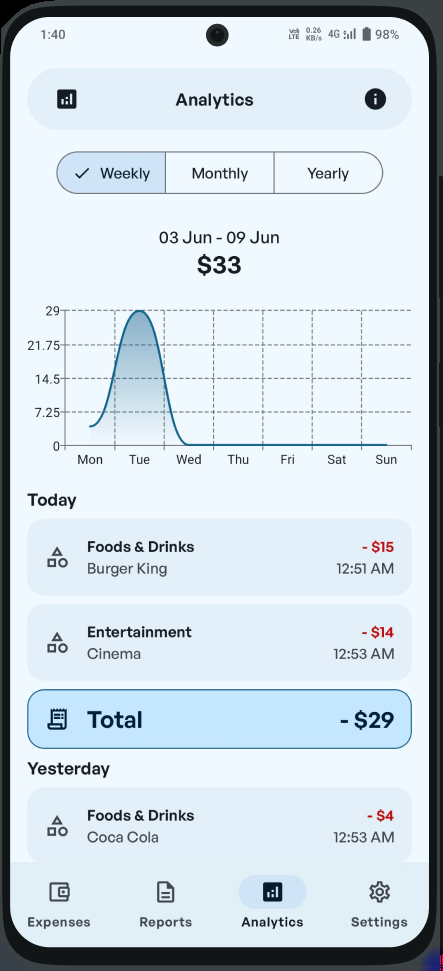 1:40 Vo) LTE 0.26 KB/s 4G 98%
Analytics
Weekly Monthly Yearly
03 Jun - 09 Jun
$33
29
21.75
14.5
7.25
0
Mon Tue Wed Thu Fri Sat Sun
Today
Foods & Drinks - $15
Burger King 12:51 AM
Entertainment - $14
Cinema 12:53 AM
Total - $29
Yesterday
Foods & Drinks - $4
Coca Cola 12:53 AM
Expenses Reports Analytics Settings